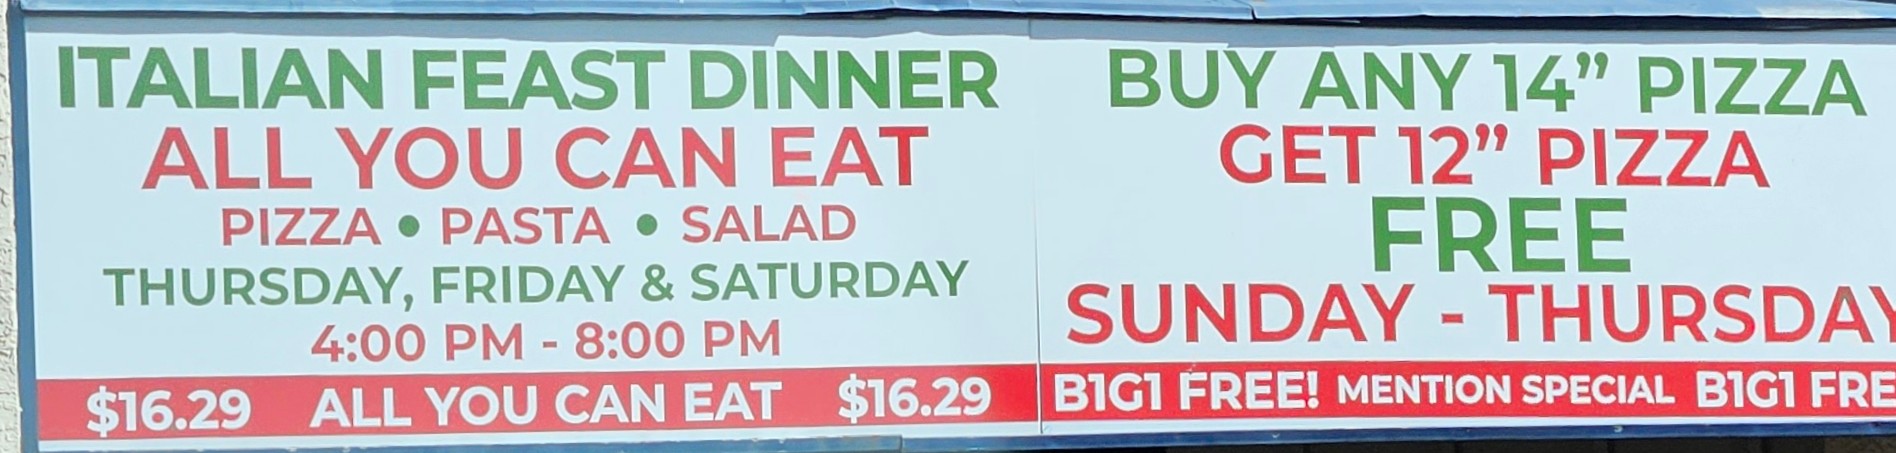 ITALIAN FEAST DINNER
ALL YOU CAN EAT
PIZZA • PASTA • SALAD
THURSDAY, FRIDAY & SATURDAY
4:00 PM - 8:00 PM
$16.29 ALL YOU CAN EAT $16.29
BUY ANY 14” PIZZA
GET 12” PIZZA
FREE
SUNDAY - THURSDAY
B1G1 FREE! MENTION SPECIAL B1G1 FRE